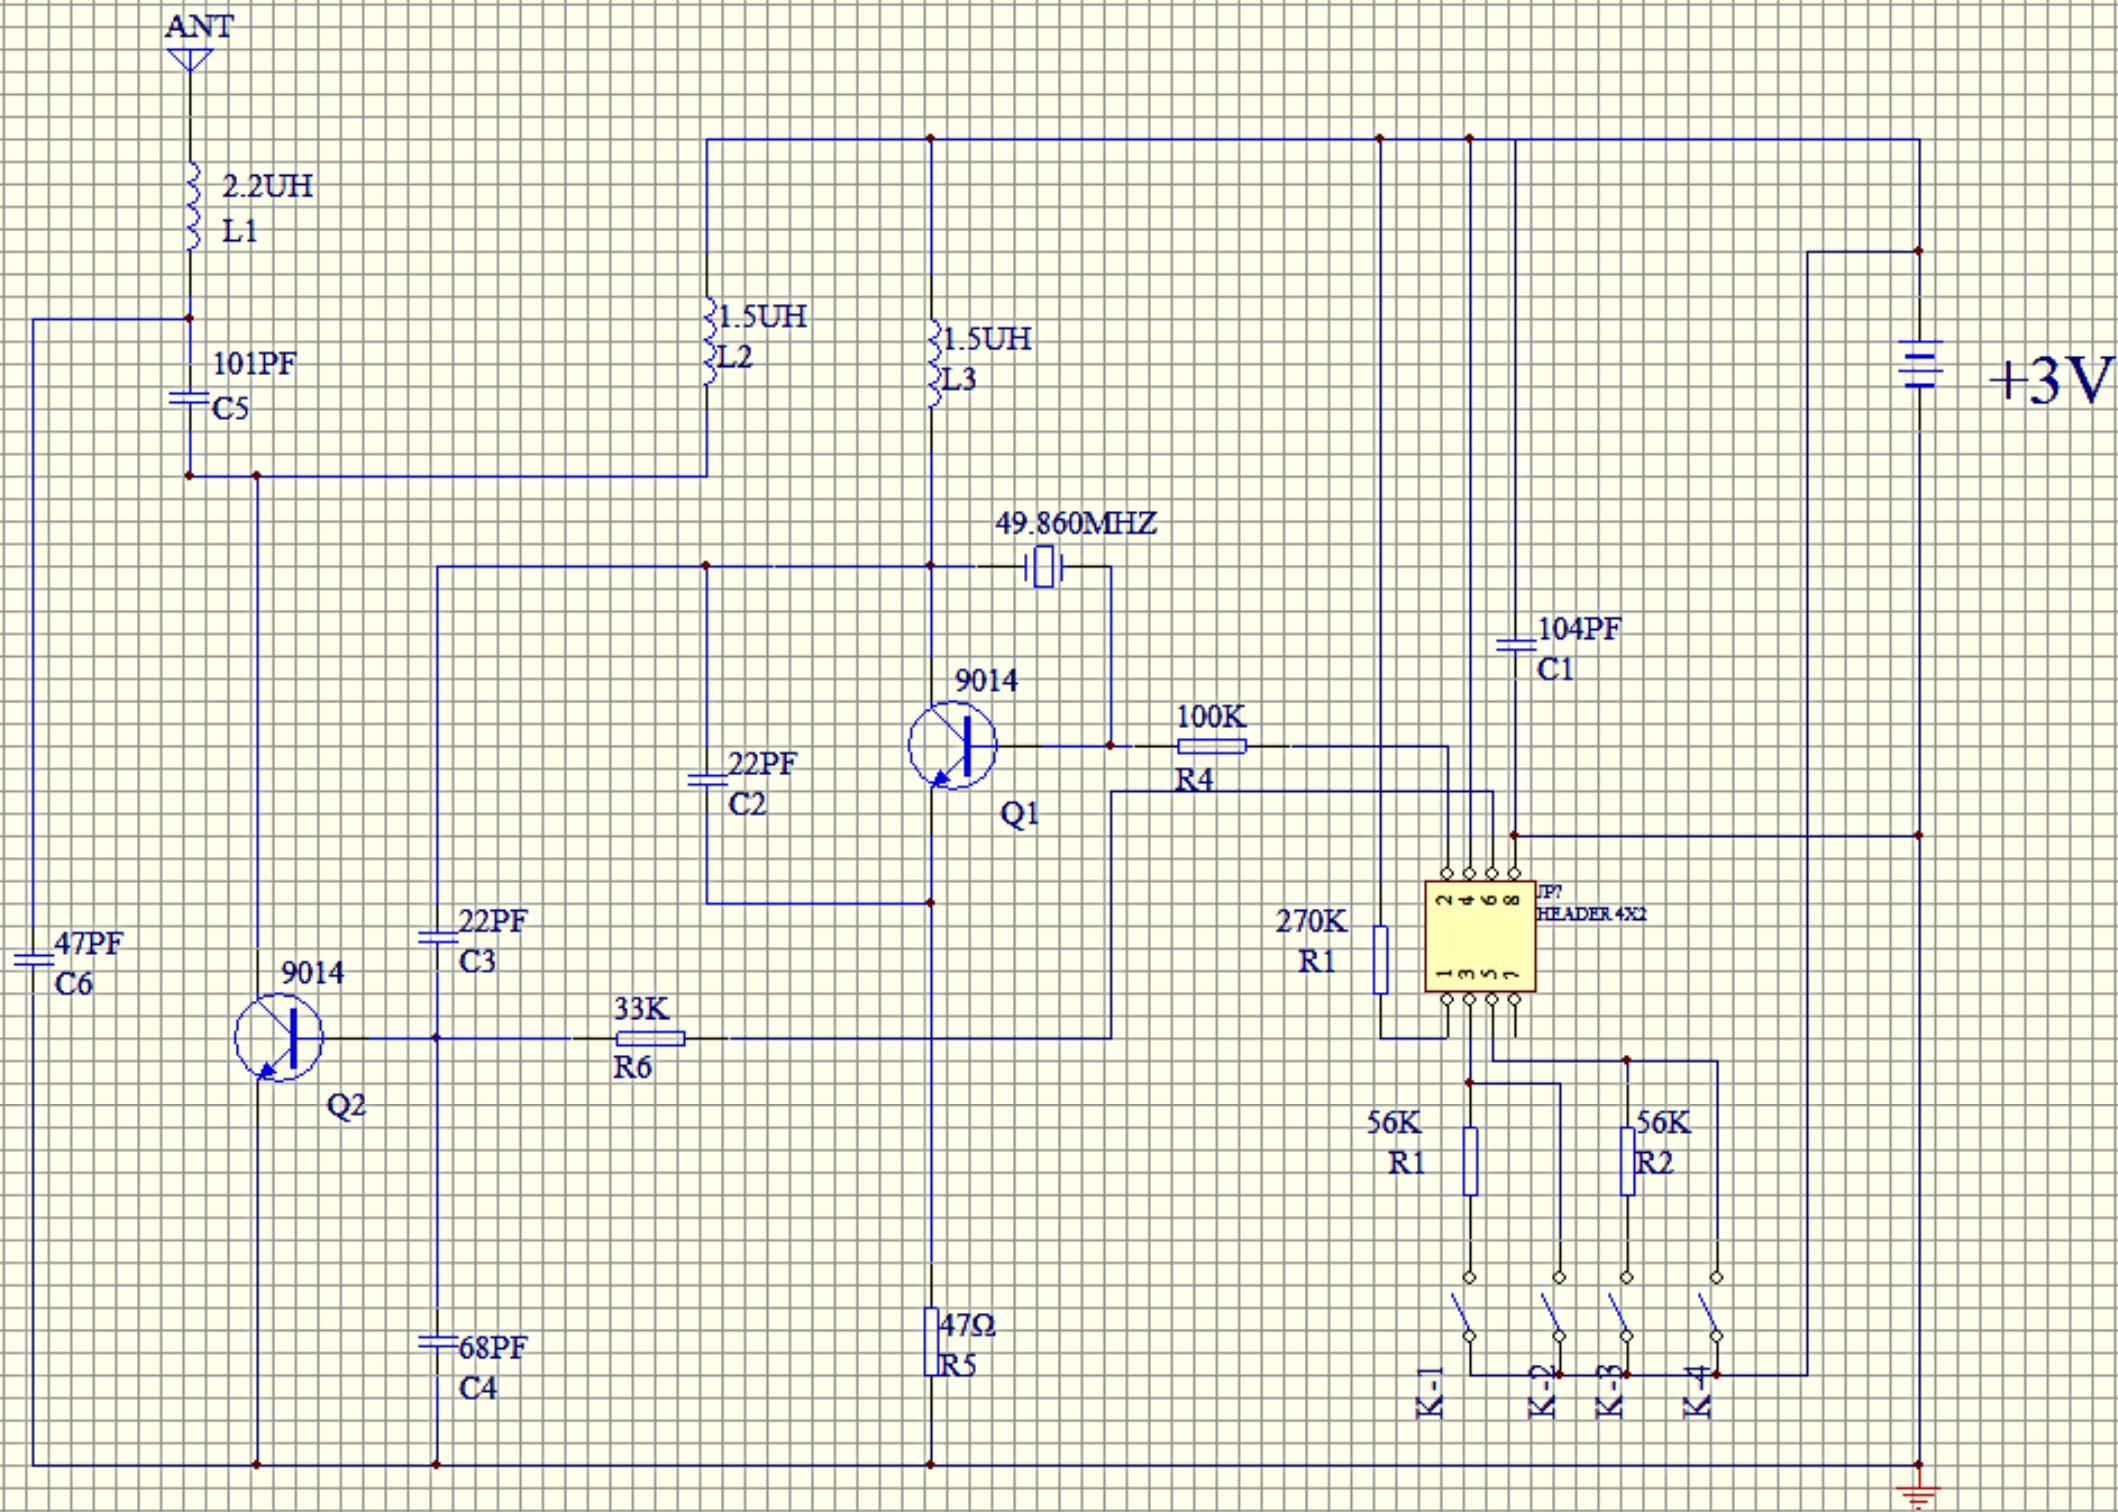 ANT
2.2UH
L1
1.5UH
L2
1.5UH
L3
101PF
C5
+3V
49.860MHZ
104PF
C1
9014
Q1
100K
R4
22PF
C2
JP?
HEADER 4X2
2 4 6 8
1 3 5 7
270K
R1
22PF
C3
47PF
C6
9014
Q2
33K
R6
56K
R1
56K
R2
47Ω
R5
68PF
C4
K-1
K-2
K-3
K-4